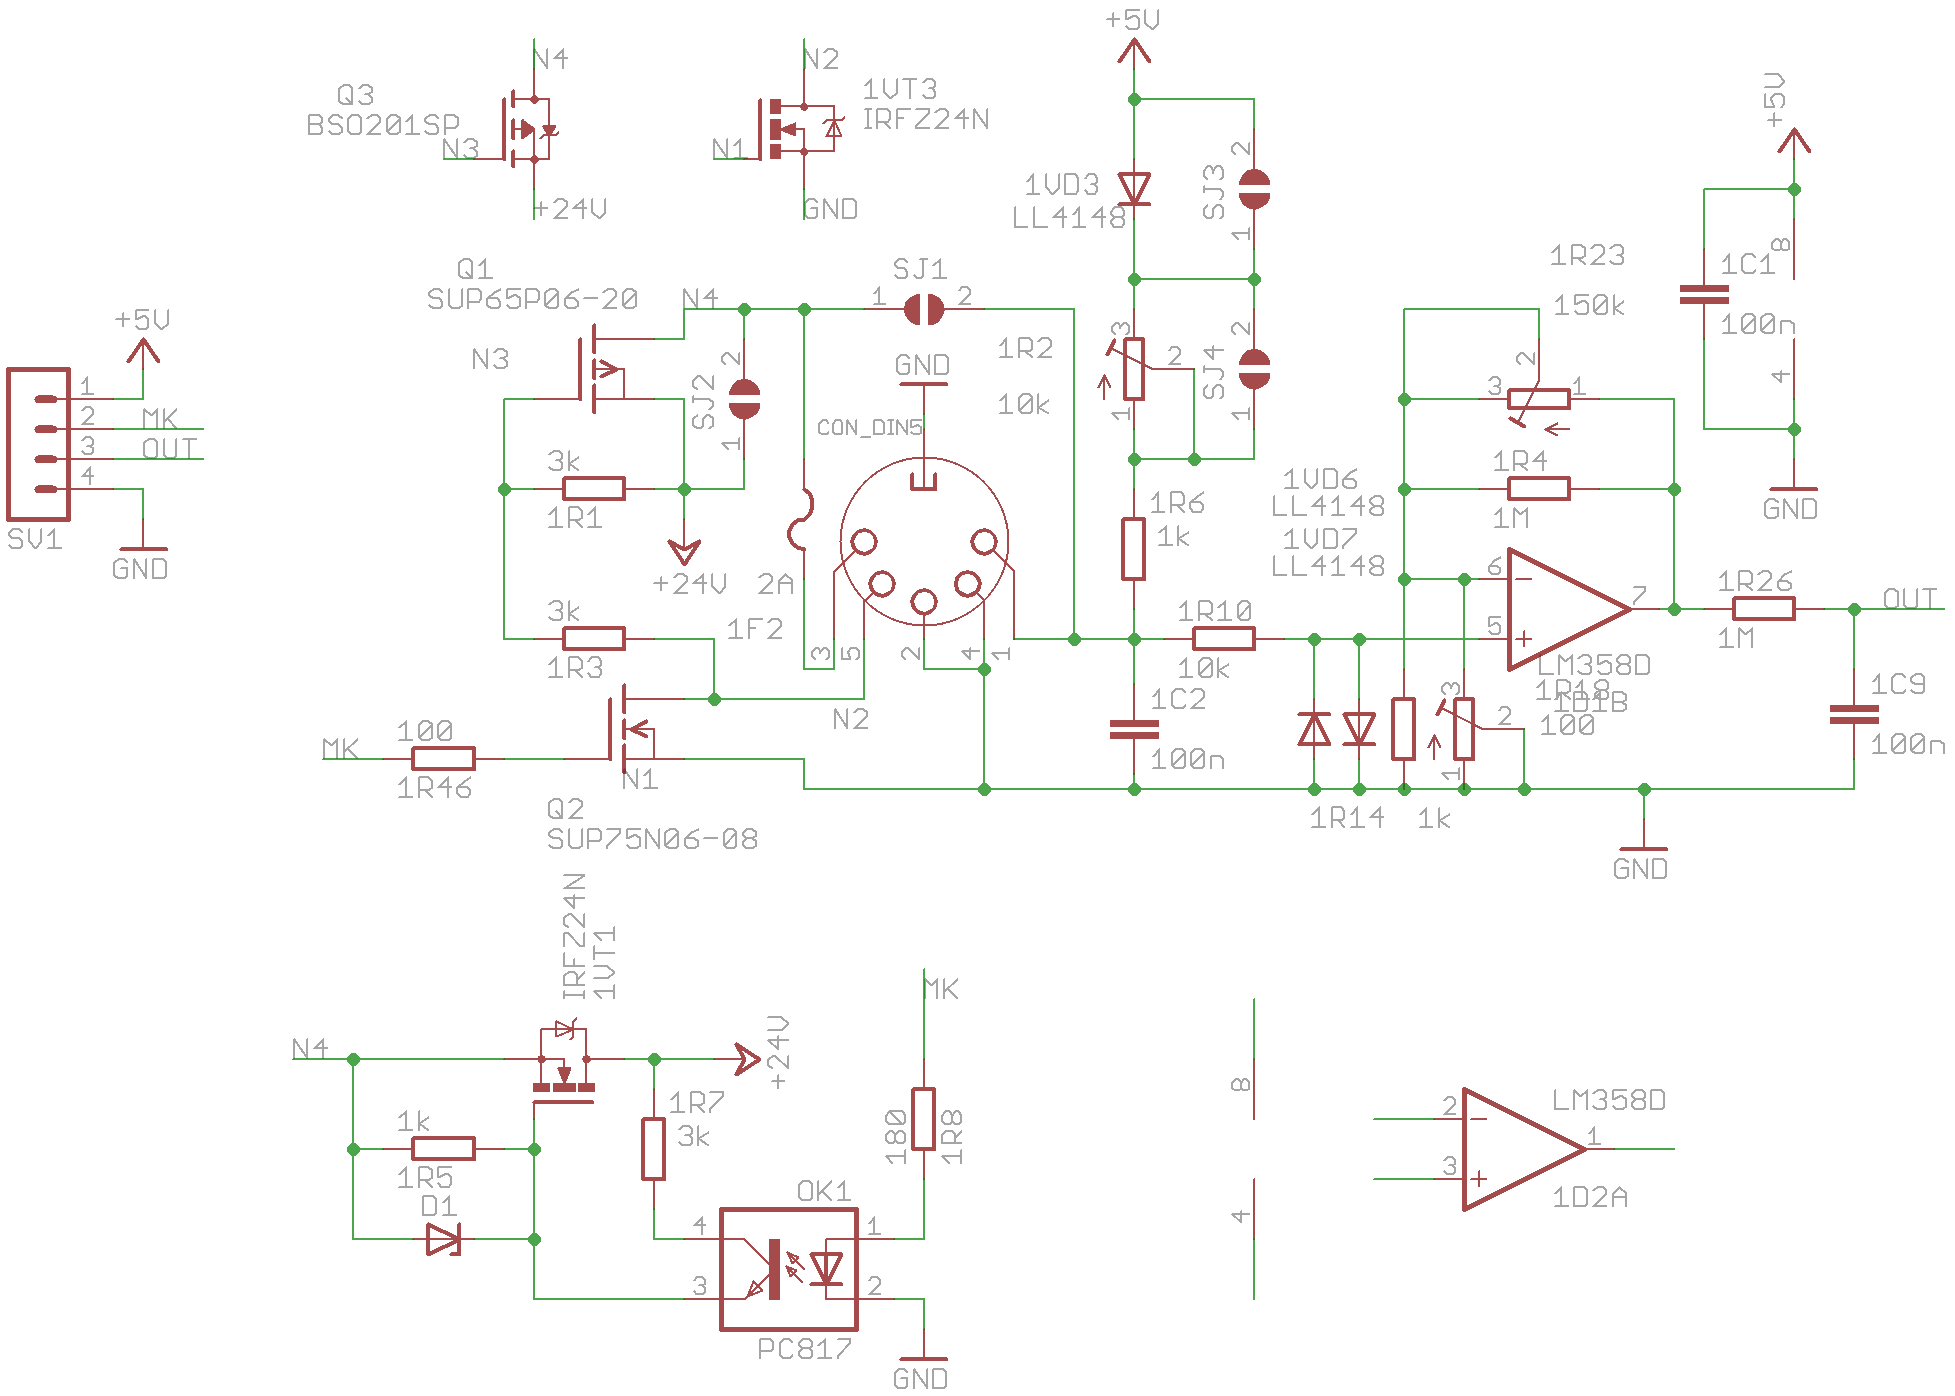 +5V
N4
N2
Q3
BSO201SP
N3
1VT3
IRFZ24N
N1
+24V
GND
+5V
1VD3
LL4148
SJ3
2
1
8
1C1
100n
4
GND
1R23
150k
Q1
SUP65P06-20
N4
SJ1
1
2
N3
GND
1R2
10k
3
2
1
SJ4
2
1
2
3
1
+5V
1
2
MK
3
OUT
4
SV1
GND
SJ2
2
1
CON_DIN5
3k
1R1
+24V
2A
1F2
1R6
1k
1VD6
LL4148
1VD7
LL4148
1R4
1M
6
5
7
1R26
1M
OUT
LM358D
1D1B
3k
1R3
3
5
2
4
1
1R10
10k
1R18
100
3
2
1
1C9
100n
N2
1C2
100n
MK
100
1R46
N1
Q2
SUP75N06-08
1R14
1k
GND
IRFZ24N
1VT1
MK
N4
+24V
1k
1R5
D1
1R7
3k
180
1R8
OK1
4
1
3
2
PC817
GND
8
4
2
3
1
LM358D
1D2A